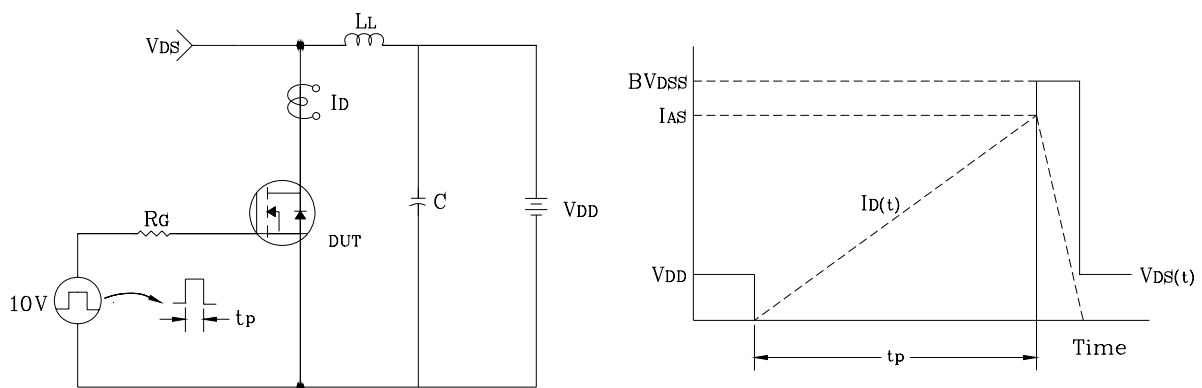 VDS
LL
ID
RG
DUT
C
VDD
10V
tp
BVDSS
IAS
ID(t)
VDD
VDS(t)
tp
Time